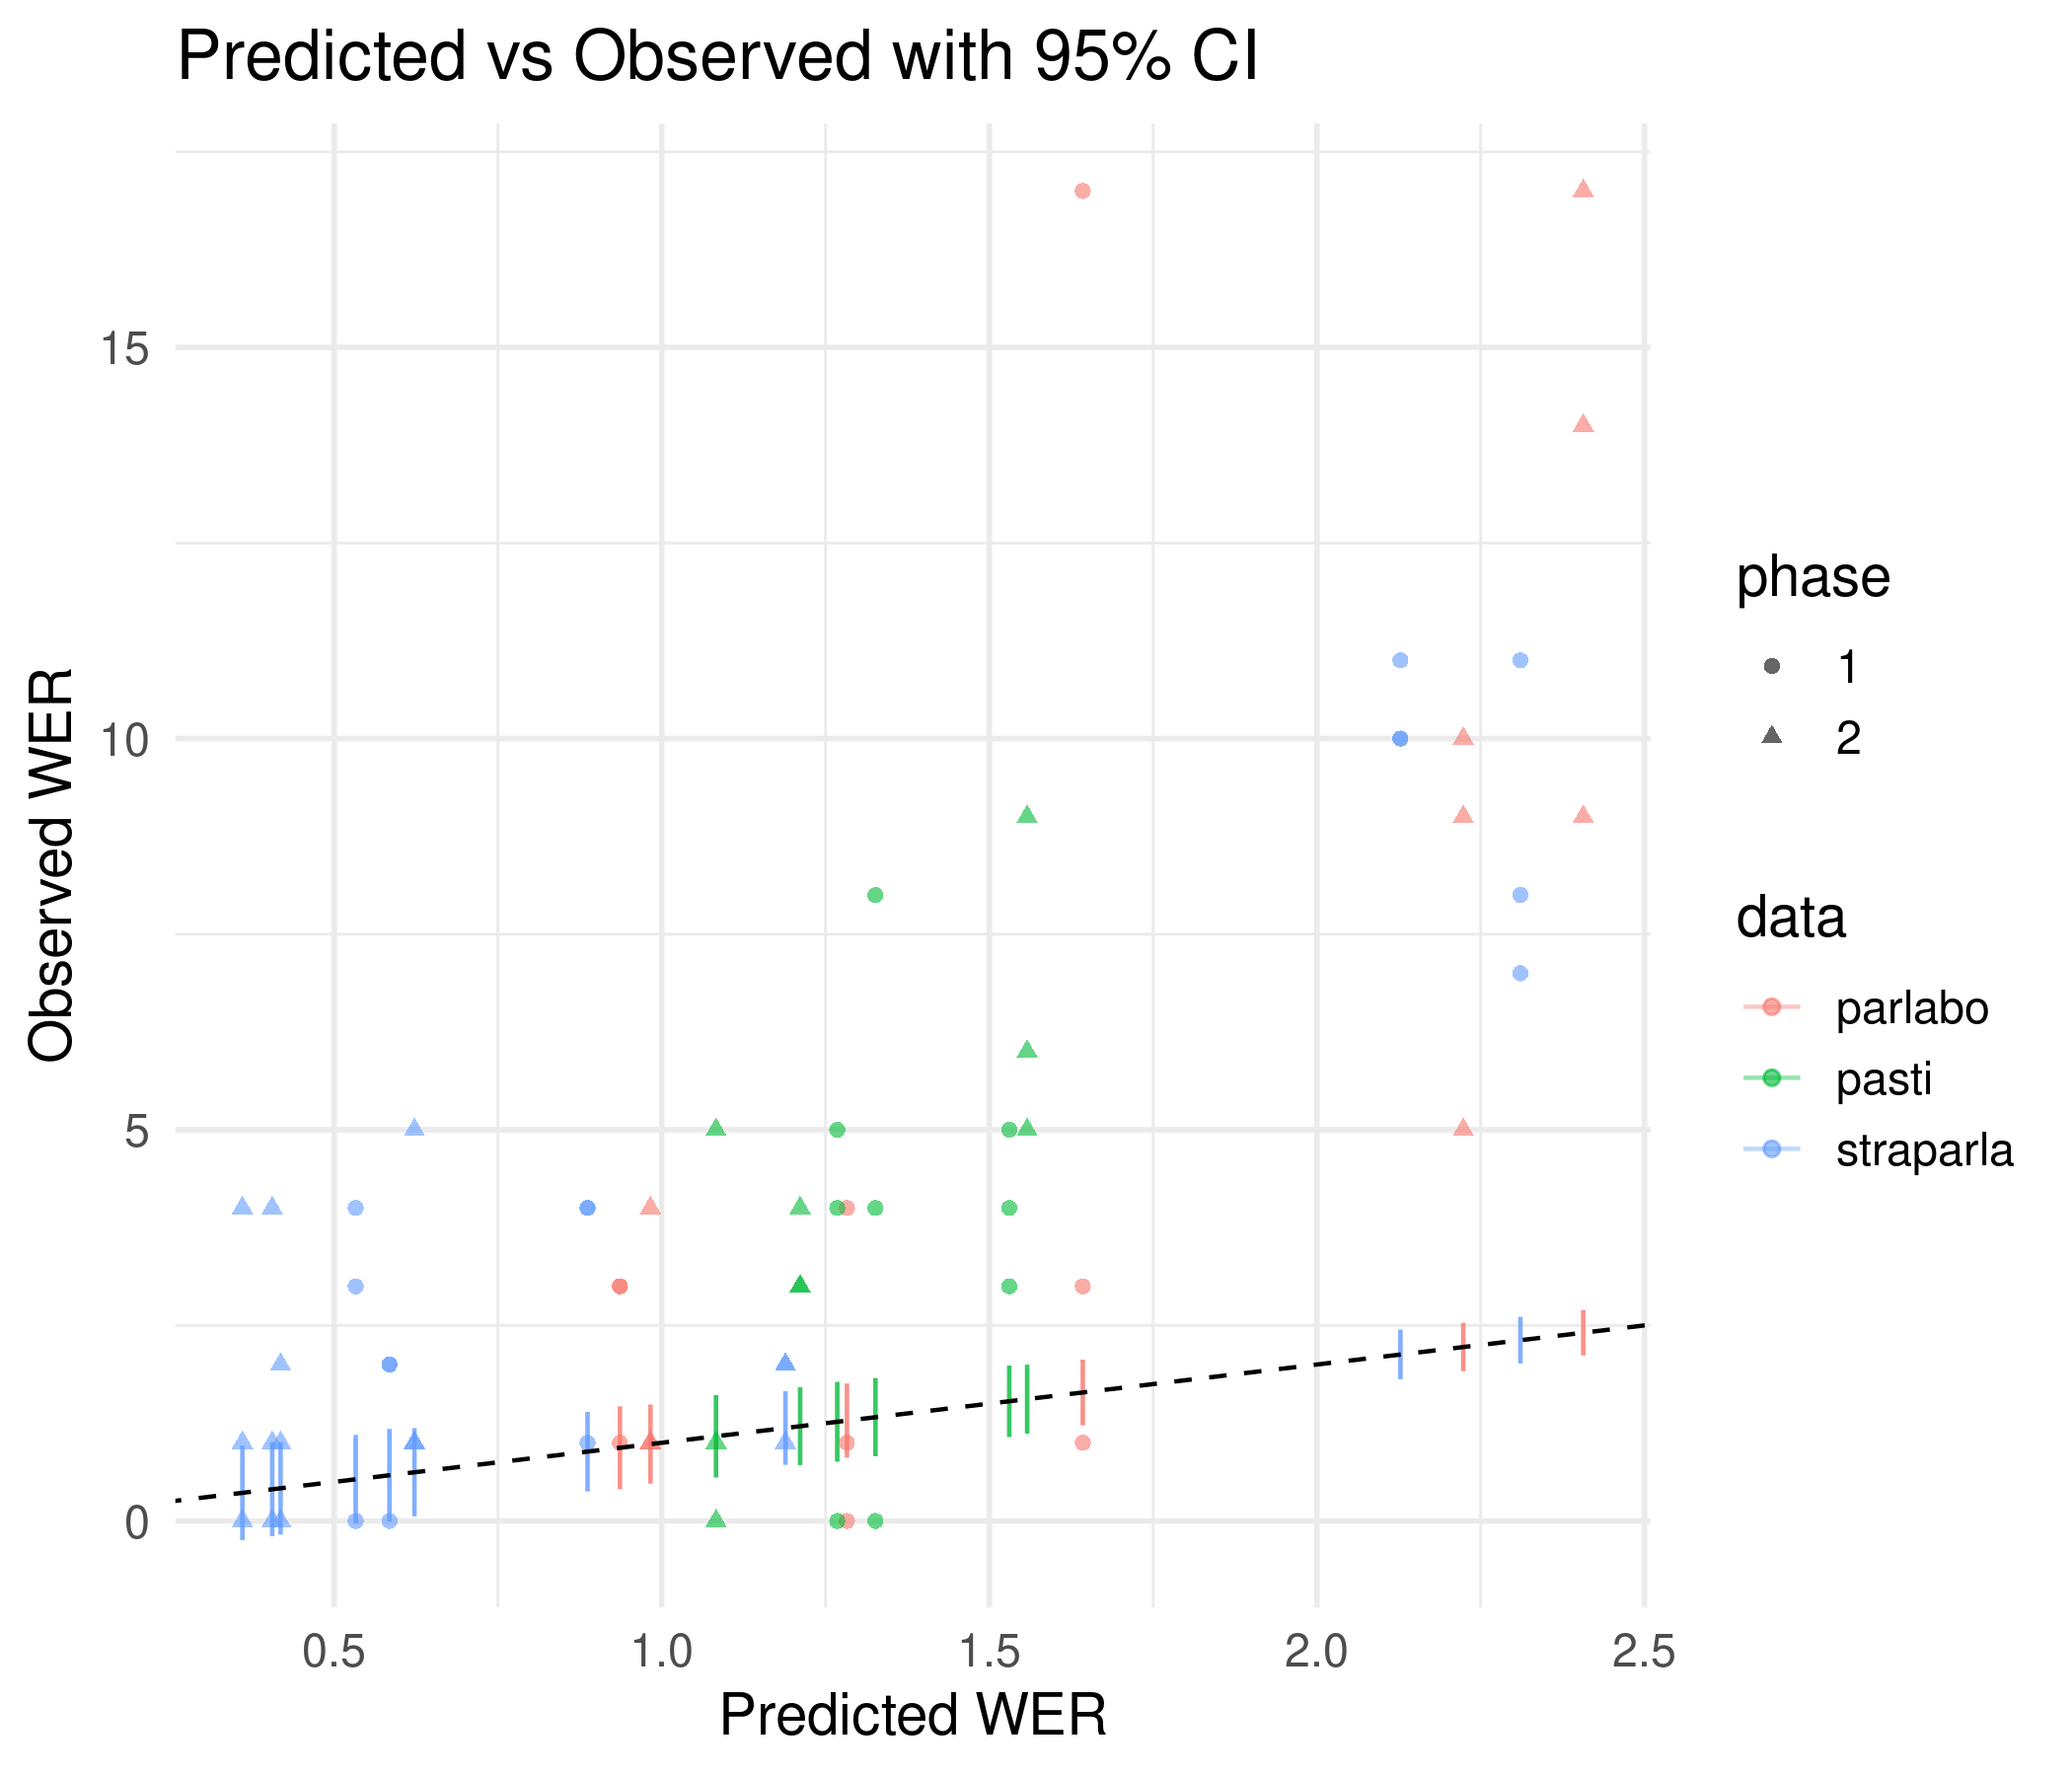 Predicted vs Observed with 95% CI
Observed WER
15
10
5
0
0.5 1.0 1.5 2.0 2.5
Predicted WER
phase
1
2
data
parlabo
pasti
straparla